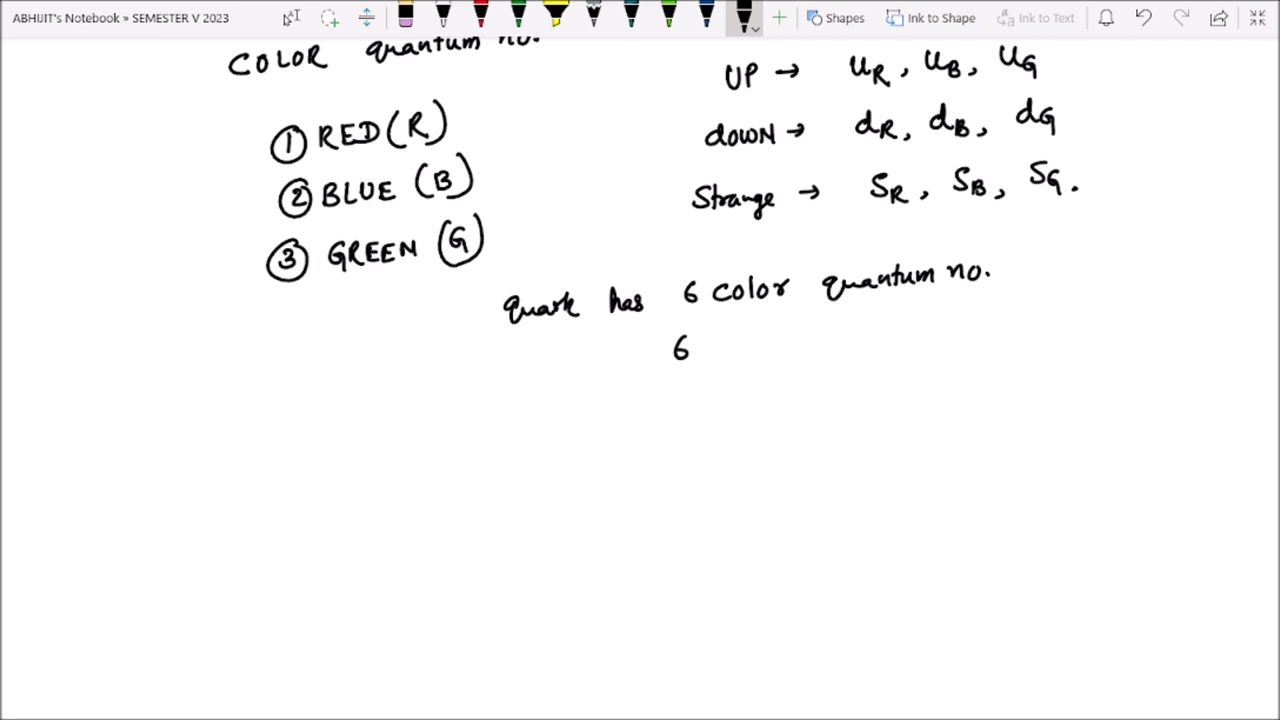 ABHIJIT's Notebook » SEMESTER V 2023
Shapes
Ink to Shape
Ink to Text
COLOR quantum no.
① RED (R)
② BLUE (B)
③ GREEN (G)
UP → uR, uB, uG
down → dR, dB, dG
Strange → SR, SB, SG.
quark has 6 color quantum no.
6